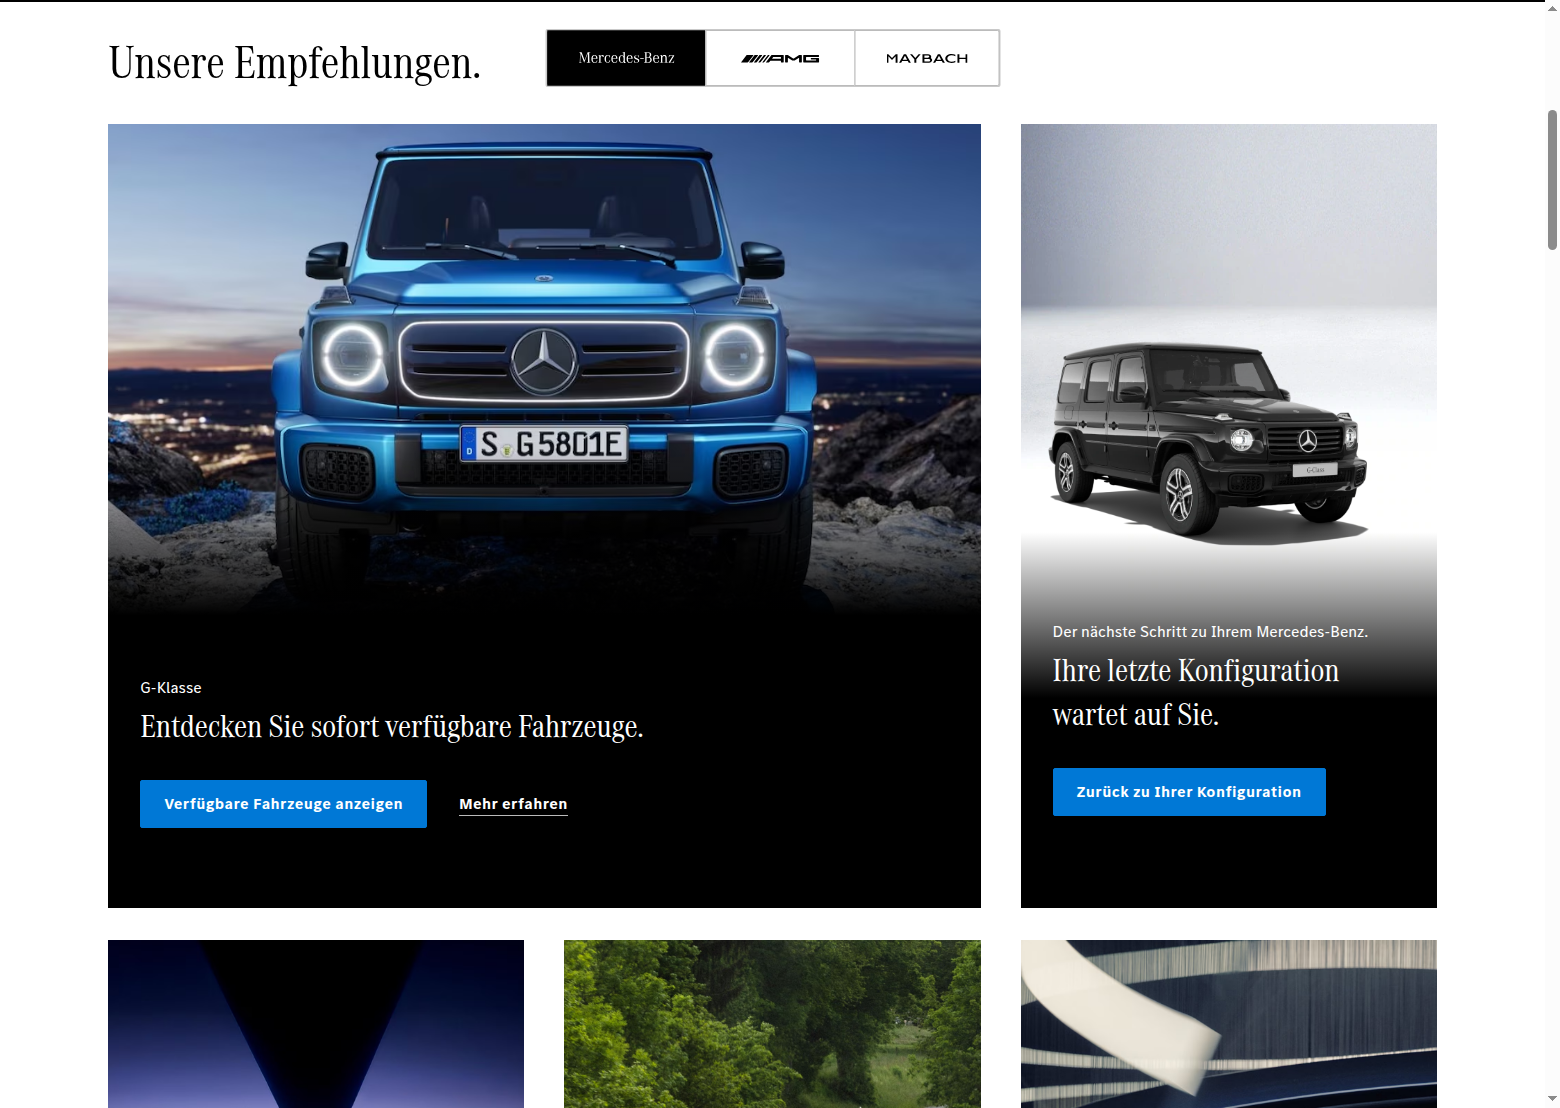 Unsere Empfehlungen.
Mercedes-Benz
AMG
MAYBACH
S G 5801E
D
G-Klasse
Entdecken Sie sofort verfügbare Fahrzeuge.
Verfügbare Fahrzeuge anzeigen
Mehr erfahren
G-Class
Der nächste Schritt zu Ihrem Mercedes-Benz.
Ihre letzte Konfiguration
wartet auf Sie.
Zurück zu Ihrer Konfiguration